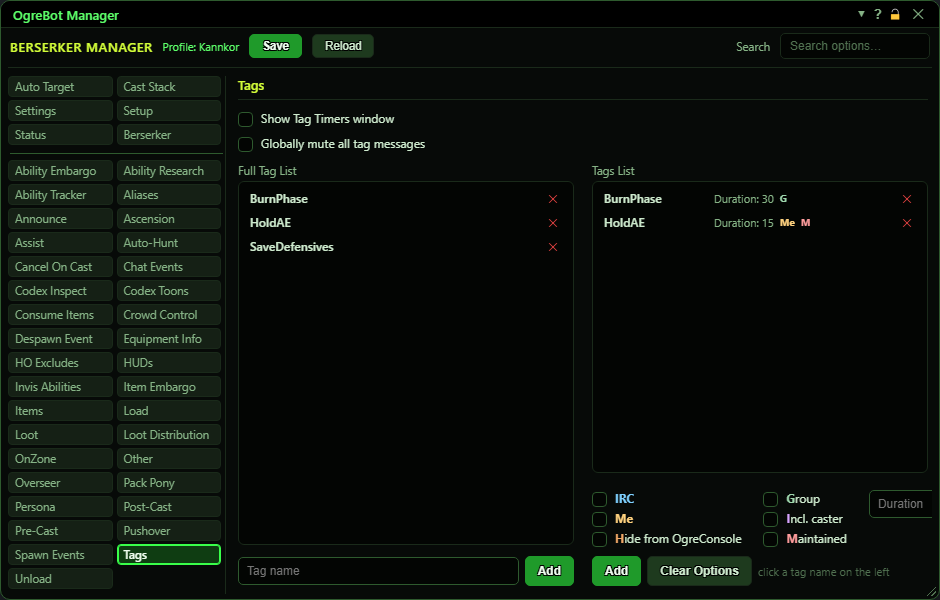 OgreBot Manager
▼ ?
BERSERKER MANAGER Profile: Kannkor Save Reload Search Search options...
Auto Target Cast Stack
Settings Setup
Status Berserker
Ability Embargo Ability Research
Ability Tracker Aliases
Announce Ascension
Assist Auto-Hunt
Cancel On Cast Chat Events
Codex Inspect Codex Toons
Consume Items Crowd Control
Despawn Event Equipment Info
HO Excludes HUDs
Invis Abilities Item Embargo
Items Load
Loot Loot Distribution
OnZone Other
Overseer Pack Pony
Persona Post-Cast
Pre-Cast Pushover
Spawn Events Tags
Unload
Tags
Show Tag Timers window
Globally mute all tag messages
Full Tag List
BurnPhase
HoldAE
SaveDefensives
Tag name Add
Tags List
BurnPhase Duration: 30 G
HoldAE Duration: 15 Me M
IRC Group Duration
Me Incl. caster
Hide from OgreConsole Maintained
Add Clear Options click a tag name on the left